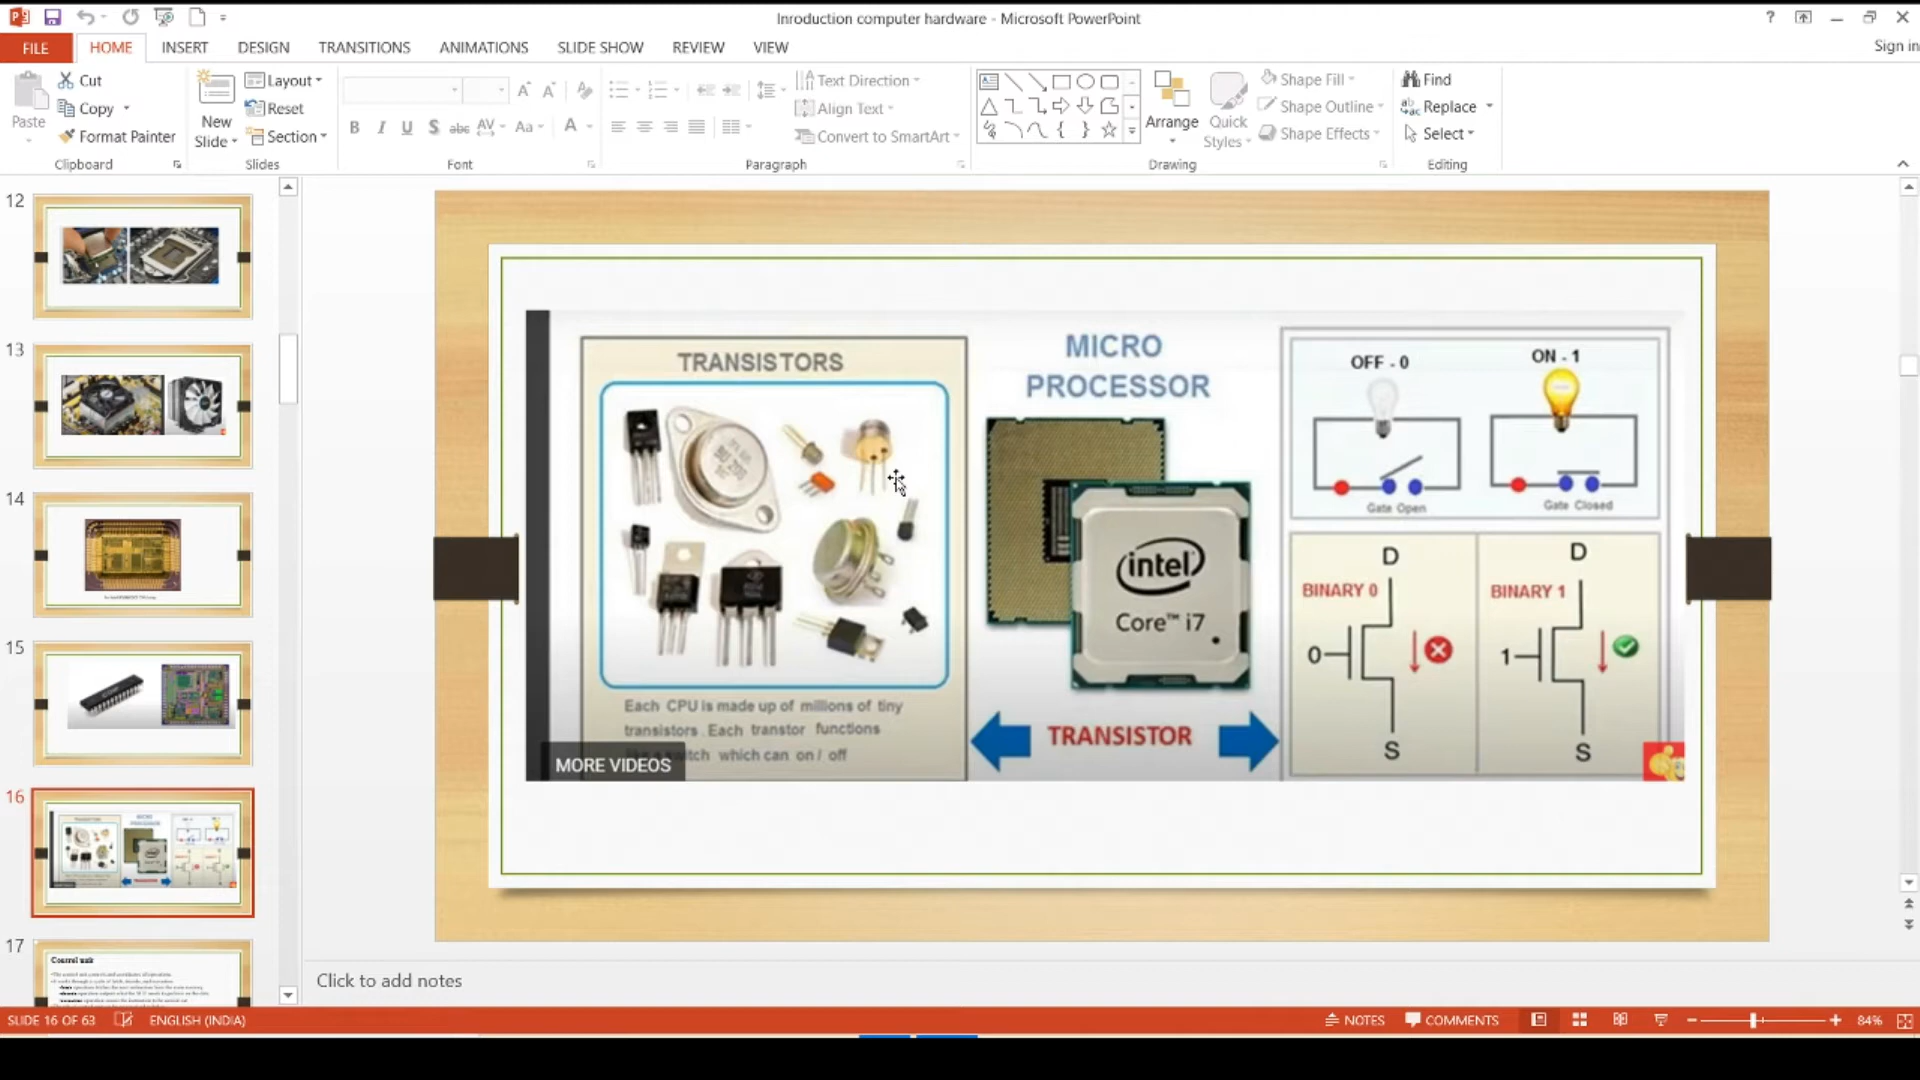 Inroduction computer hardware - Microsoft PowerPoint
Sign in
FILE HOME INSERT DESIGN TRANSITIONS ANIMATIONS SLIDE SHOW REVIEW VIEW
Paste
Cut
Copy
Format Painter
Clipboard
New Slide
Layout
Reset
Section
Slides
Font
Text Direction
Align Text
Convert to SmartArt
Paragraph
Arrange
Quick Styles
Shape Fill
Shape Outline
Shape Effects
Drawing
Find
Replace
Select
Editing
12
13
14
15
16
17
Control unit
TRANSISTORS
Each CPU is made up of millions of tiny
transistors. Each transtor functions
switch which can on / off
MORE VIDEOS
MICRO
PROCESSOR
intel
Core™ i7
TRANSISTOR
OFF - 0
ON - 1
Gate Open
Gate Closed
D
D
BINARY 0
BINARY 1
0
1
S
S
Click to add notes
SLIDE 16 OF 63 ENGLISH (INDIA) NOTES COMMENTS 84%